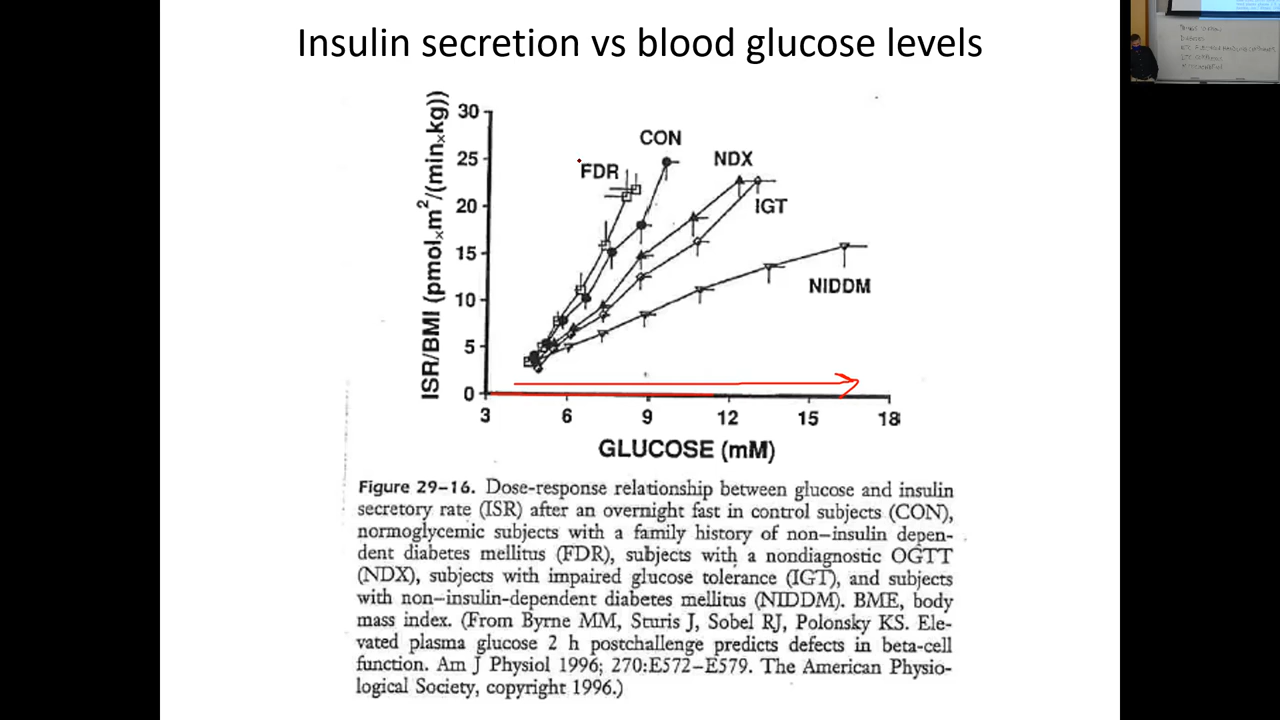 Insulin secretion vs blood glucose levels
ISR/BMI (pmol×m²/(min×kg))
30
25
20
15
10
5
0
FDR
CON
NDX
IGT
NIDDM
3 6 9 12 15 18
GLUCOSE (mM)
Figure 29–16. Dose-response relationship between glucose and insulin
secretory rate (ISR) after an overnight fast in control subjects (CON),
normoglycemic subjects with a family history of non–insulin depen-
dent diabetes mellitus (FDR), subjects with a nondiagnostic OGTT
(NDX), subjects with impaired glucose tolerance (IGT), and subjects
with non–insulin-dependent diabetes mellitus (NIDDM). BME, body
mass index. (From Byrne MM, Sturis J, Sobel RJ, Polonsky KS. Ele-
vated plasma glucose 2 h postchallenge predicts defects in beta-cell
function. Am J Physiol 1996; 270:E572–E579. The American Physio-
logical Society, copyright 1996.)